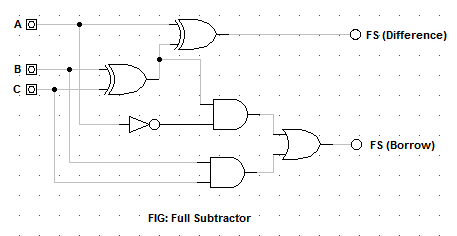 A
FS (Difference)
B
C
FS (Borrow)
FIG: Full Subtractor